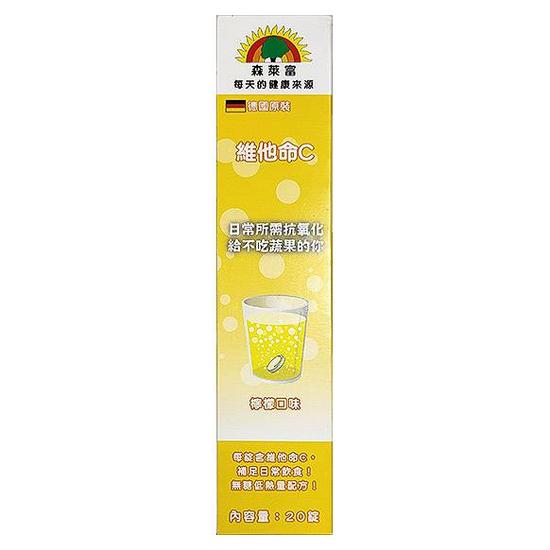 森萊富
每天的健康來源
德國原裝
維他命C
日常所需抗氧化
給不吃蔬果的你
檸檬口味
每錠含維他命C，
補足日常飲食！
無糖低熱量配方！
內容量：20錠